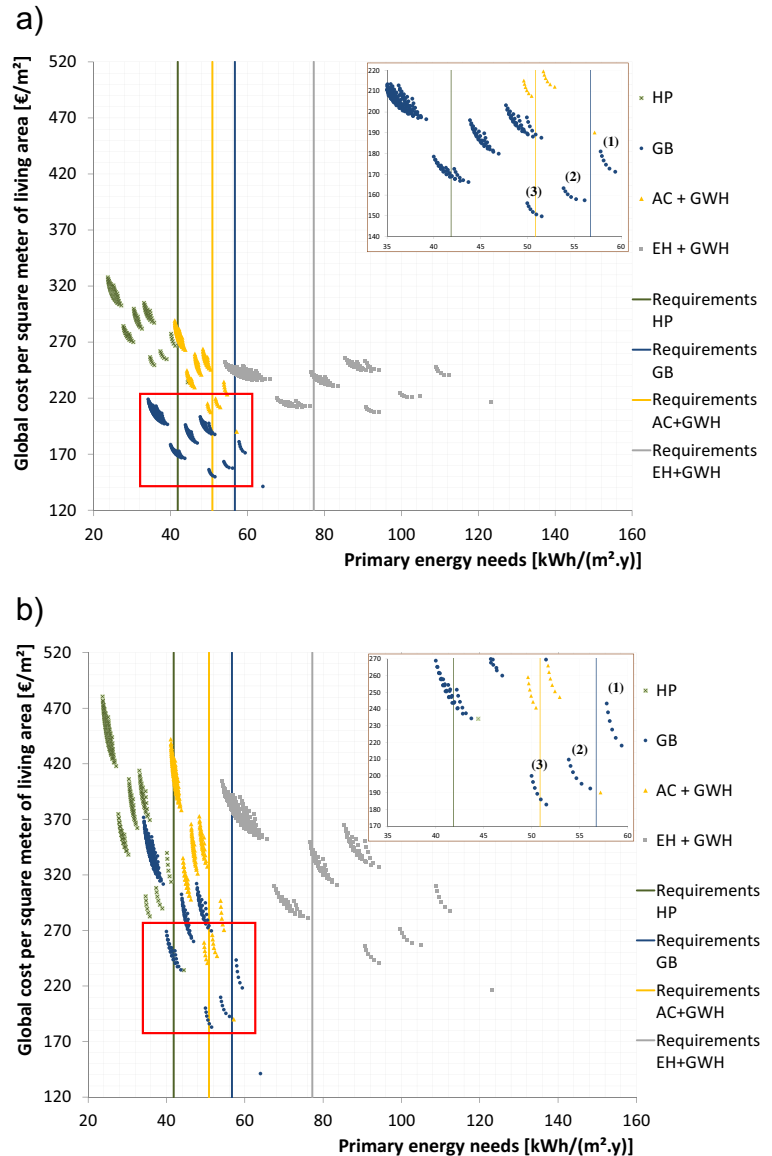 a)
Global cost per square meter of living area [€/m²]
520
470
420
370
320
270
220
170
120
20 40 60 80 100 120 140 160
Primary energy needs [kWh/(m².y)]
220
210
200
190
180
170
160
150
140
35 40 45 50 55 60
(1)
(2)
(3)
HP
GB
AC + GWH
EH + GWH
Requirements
HP
Requirements
GB
Requirements
AC+GWH
Requirements
EH+GWH
b)
Global cost per square meter of living area [€/m²]
520
470
420
370
320
270
220
170
120
20 40 60 80 100 120 140 160
Primary energy needs [kWh/(m².y)]
270
260
250
240
230
220
210
200
190
180
170
35 40 45 50 55 60
(1)
(2)
(3)
HP
GB
AC + GWH
EH + GWH
Requirements
HP
Requirements
GB
Requirements
AC+GWH
Requirements
EH+GWH